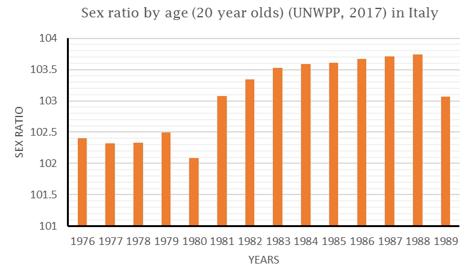 Sex ratio by age (20 year olds) (UNWPP, 2017) in Italy
104
103.5
103
102.5
102
101.5
101
SEX RATIO
1976 1977 1978 1979 1980 1981 1982 1983 1984 1985 1986 1987 1988 1989
YEARS